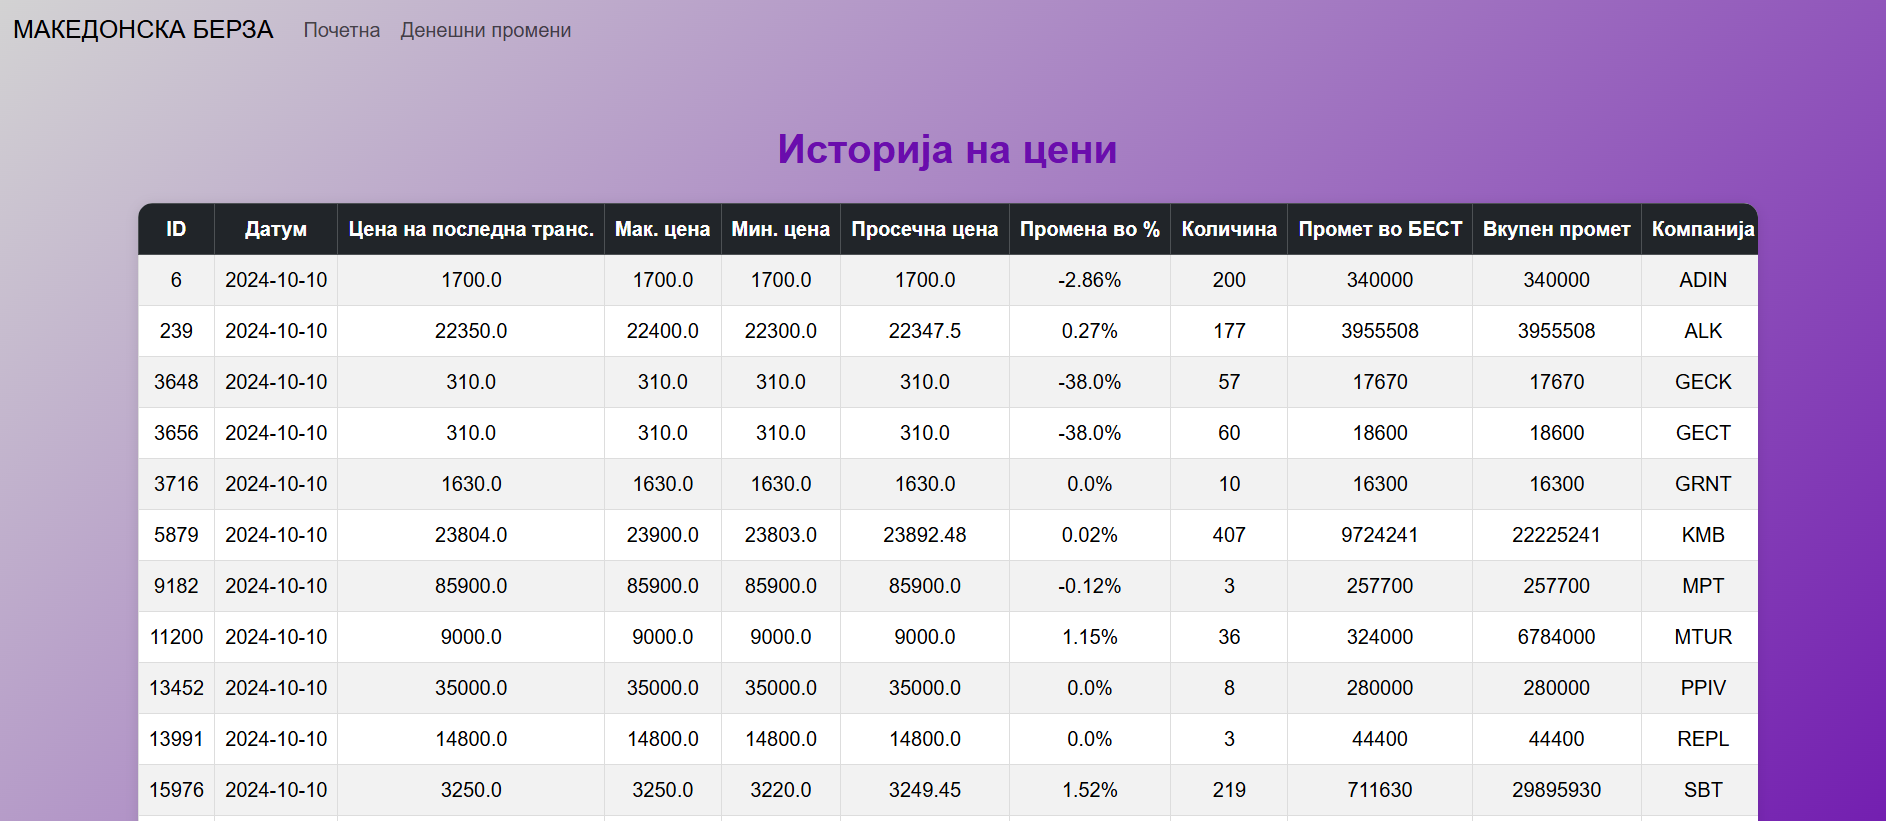 МАКЕДОНСКА БЕРЗА Почетна Денешни промени
Историја на цени
ID Датум Цена на последна транс. Мак. цена Мин. цена Просечна цена Промена во % Количина Промет во БЕСТ Вкупен промет Компанија
6 2024-10-10 1700.0 1700.0 1700.0 1700.0 -2.86% 200 340000 340000 ADIN
239 2024-10-10 22350.0 22400.0 22300.0 22347.5 0.27% 177 3955508 3955508 ALK
3648 2024-10-10 310.0 310.0 310.0 310.0 -38.0% 57 17670 17670 GECK
3656 2024-10-10 310.0 310.0 310.0 310.0 -38.0% 60 18600 18600 GECT
3716 2024-10-10 1630.0 1630.0 1630.0 1630.0 0.0% 10 16300 16300 GRNT
5879 2024-10-10 23804.0 23900.0 23803.0 23892.48 0.02% 407 9724241 22225241 KMB
9182 2024-10-10 85900.0 85900.0 85900.0 85900.0 -0.12% 3 257700 257700 MPT
11200 2024-10-10 9000.0 9000.0 9000.0 9000.0 1.15% 36 324000 6784000 MTUR
13452 2024-10-10 35000.0 35000.0 35000.0 35000.0 0.0% 8 280000 280000 PPIV
13991 2024-10-10 14800.0 14800.0 14800.0 14800.0 0.0% 3 44400 44400 REPL
15976 2024-10-10 3250.0 3250.0 3220.0 3249.45 1.52% 219 711630 29895930 SBT